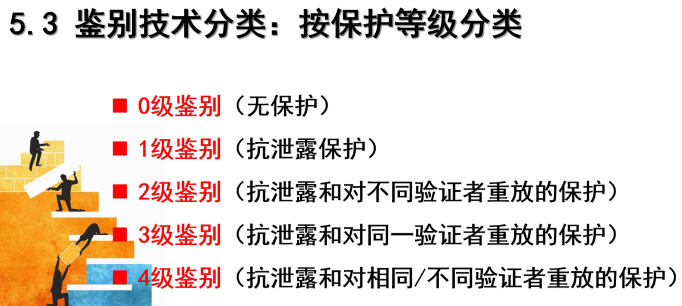 5.3 鉴别技术分类：按保护等级分类
■ 0级鉴别（无保护）
■ 1级鉴别（抗泄露保护）
■ 2级鉴别（抗泄露和对不同验证者重放的保护）
■ 3级鉴别（抗泄露和对同一验证者重放的保护）
■ 4级鉴别（抗泄露和对相同/不同验证者重放的保护）